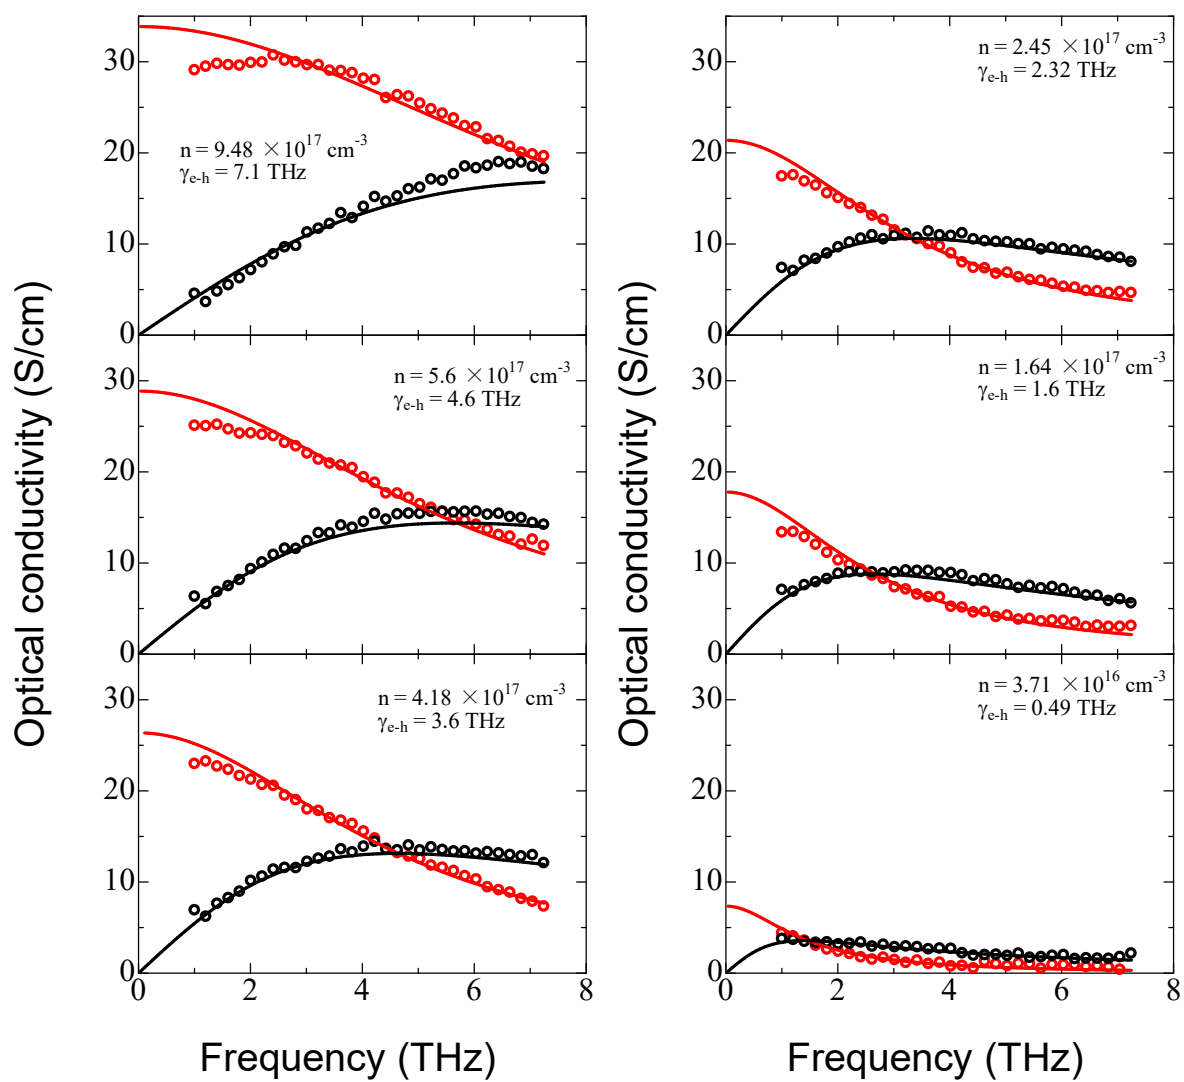 Optical conductivity (S/cm)
30
20
10
0
n = 9.48 ×10^17 cm^-3
γe-h = 7.1 THz
30
20
10
0
n = 5.6 ×10^17 cm^-3
γe-h = 4.6 THz
30
20
10
0
n = 4.18 ×10^17 cm^-3
γe-h = 3.6 THz
0 2 4 6 8
Frequency (THz)
Optical conductivity (S/cm)
30
20
10
0
n = 2.45 ×10^17 cm^-3
γe-h = 2.32 THz
30
20
10
0
n = 1.64 ×10^17 cm^-3
γe-h = 1.6 THz
30
20
10
0
n = 3.71 ×10^16 cm^-3
γe-h = 0.49 THz
0 2 4 6 8
Frequency (THz)